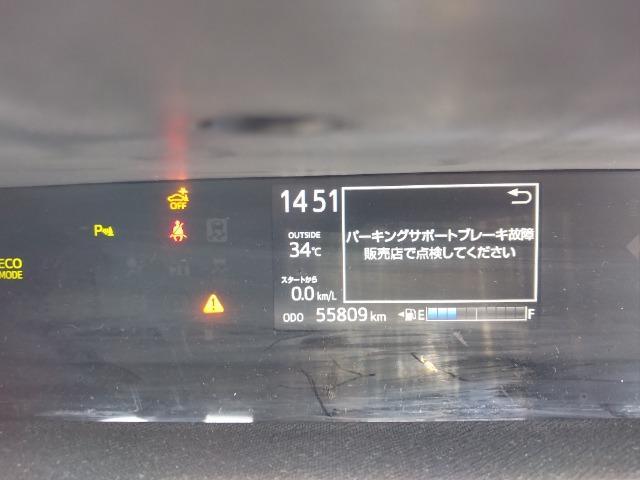 OFF
P
ECO
MODE
14 51
OUTSIDE
34℃
スタートから
0.0 km/L
ODO 55809 km
E F
パーキングサポートブレーキ故障
販売店で点検してください